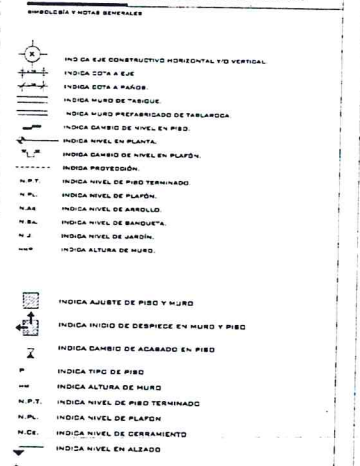 SIMBOLOGÍA Y NOTAS GENERALES
X
INDICA EJE CONSTRUCTIVO HORIZONTAL Y/O VERTICAL
INDICA COTA A EJE
INDICA COTA A PAÑOS.
INDICA MURO DE TABIQUE.
INDICA MURO PREFABRICADO DE TABLAROCA
INDICA CAMBIO DE NIVEL EN PISO.
INDICA NIVEL EN PLANTA.
INDICA CAMBIO DE NIVEL EN PLAFÓN.
INDICA PROYECCIÓN.
N.P.T. INDICA NIVEL DE PISO TERMINADO.
N.PL. INDICA NIVEL DE PLAFÓN.
INDICA NIVEL DE ARROLLO.
N.BA. INDICA NIVEL DE BANQUETA.
N.J INDICA NIVEL DE JARDÍN.
INDICA ALTURA DE MURO.
INDICA AJUSTE DE PISO Y MURO
INDICA INICIO DE DESPIECE EN MURO Y PISO
INDICA CAMBIO DE ACABADO EN PISO
P INDICA TIPO DE PISO
INDICA ALTURA DE MURO
N.P.T. INDICA NIVEL DE PISO TERMINADO
N.PL. INDICA NIVEL DE PLAFON
N.CE. INDICA NIVEL DE CERRAMIENTO
INDICA NIVEL EN ALZADO